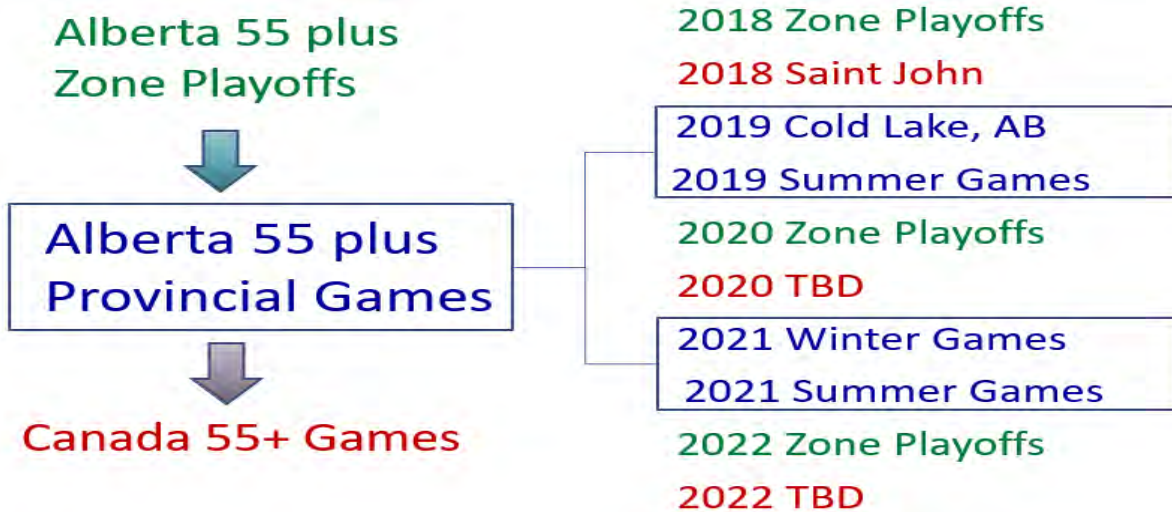 Alberta 55 plus
Zone Playoffs
Alberta 55 plus
Provincial Games
Canada 55+ Games
2018 Zone Playoffs
2018 Saint John
2019 Cold Lake, AB
2019 Summer Games
2020 Zone Playoffs
2020 TBD
2021 Winter Games
2021 Summer Games
2022 Zone Playoffs
2022 TBD